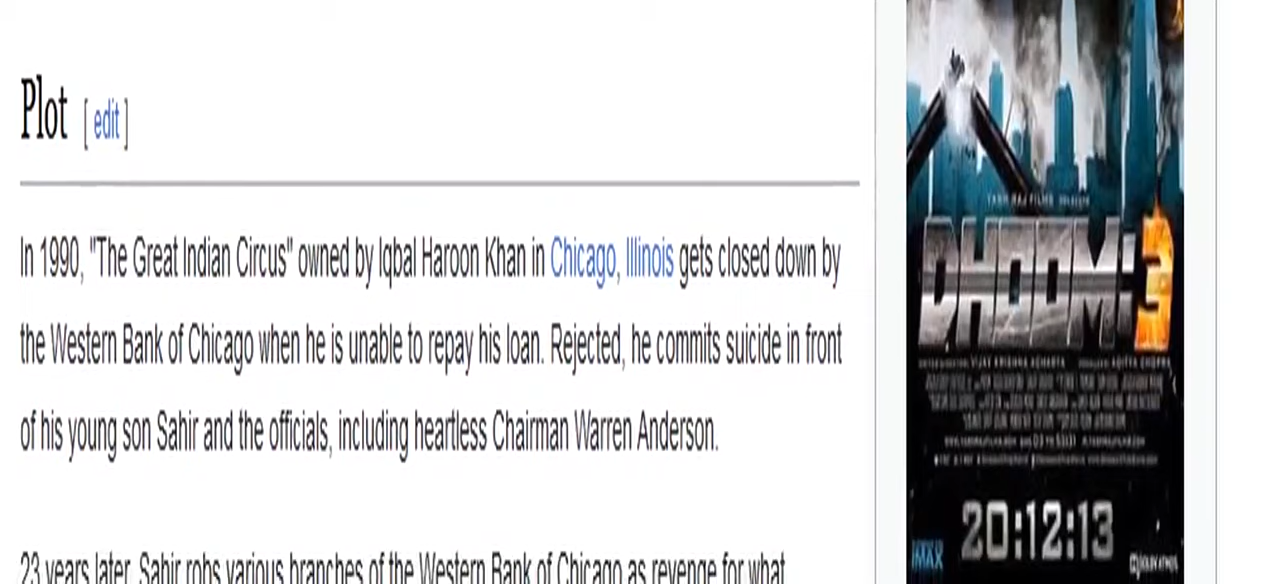 Plot [ edit ]
In 1990, "The Great Indian Circus" owned by Iqbal Haroon Khan in Chicago, Illinois gets closed down by
the Western Bank of Chicago when he is unable to repay his loan. Rejected, he commits suicide in front
of his young son Sahir and the officials, including heartless Chairman Warren Anderson.
23 years later, Sahir robs various branches of the Western Bank of Chicago as revenge for what
DHOOM:3
20:12:13
IMAX